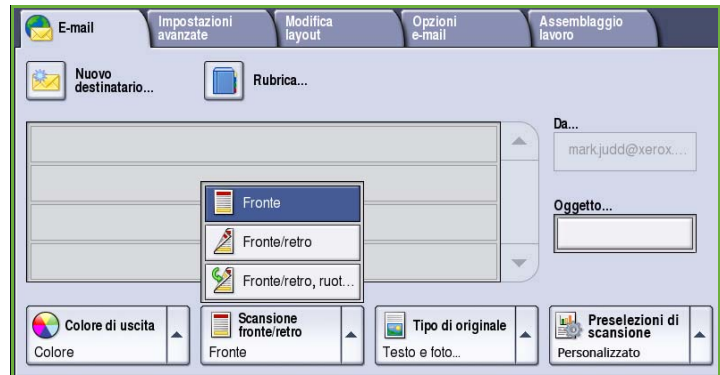 E-mail
Impostazioni
avanzate
Modifica
layout
Opzioni
e-mail
Assemblaggio
lavoro
Nuovo
destinatario...
Rubrica...
Da...
mark.judd@xerox....
Oggetto...
Fronte
Fronte/retro
Fronte/retro, ruot...
Colore di uscita
Colore
Scansione
fronte/retro
Fronte
Tipo di originale
Testo e foto...
Preselezioni di
scansione
Personalizzato